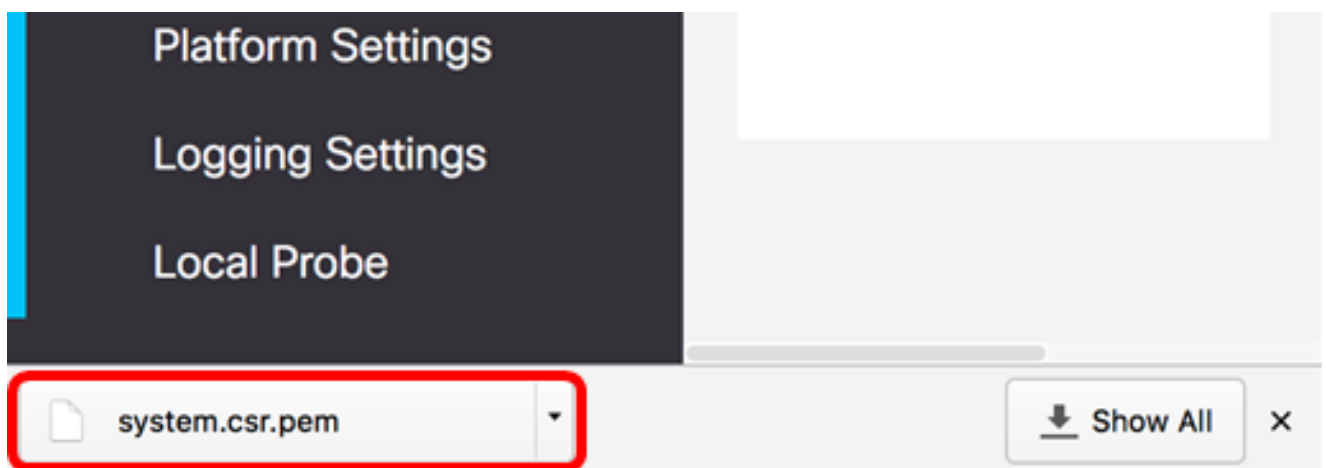 Platform Settings
Logging Settings
Local Probe
system.csr.pem
Show All